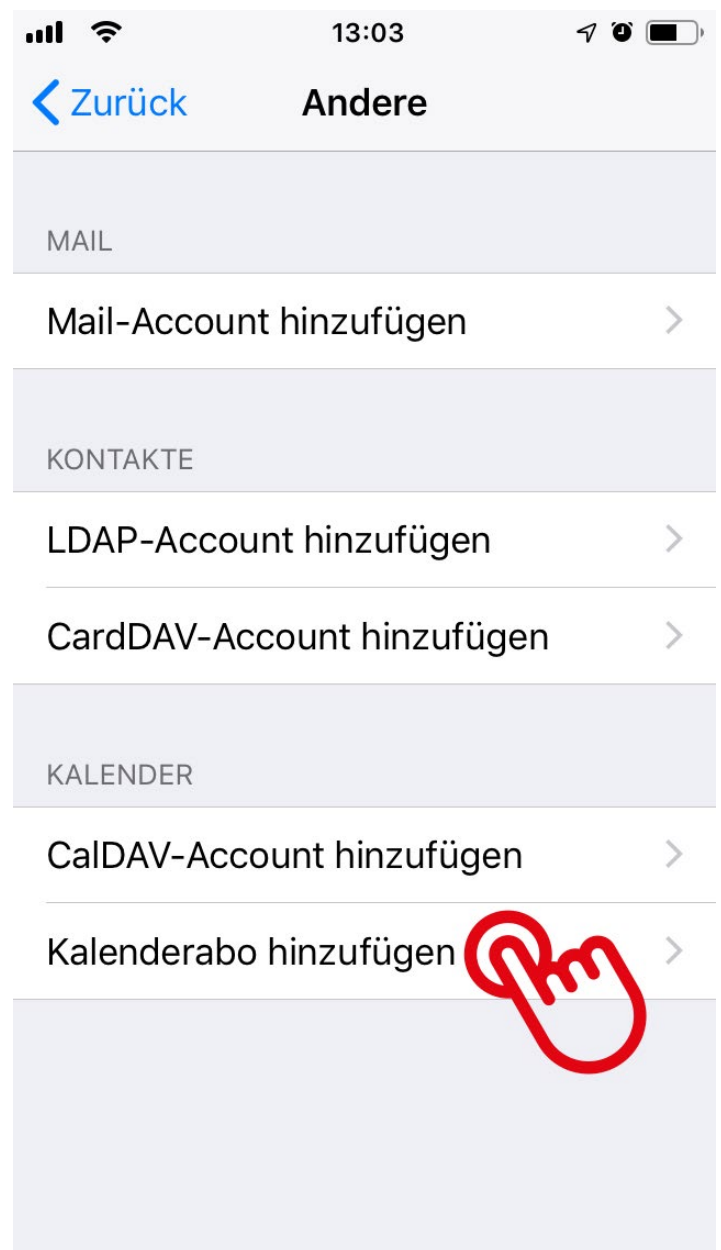 13:03
Zurück Andere
MAIL
Mail-Account hinzufügen
KONTAKTE
LDAP-Account hinzufügen
CardDAV-Account hinzufügen
KALENDER
CalDAV-Account hinzufügen
Kalenderabo hinzufügen